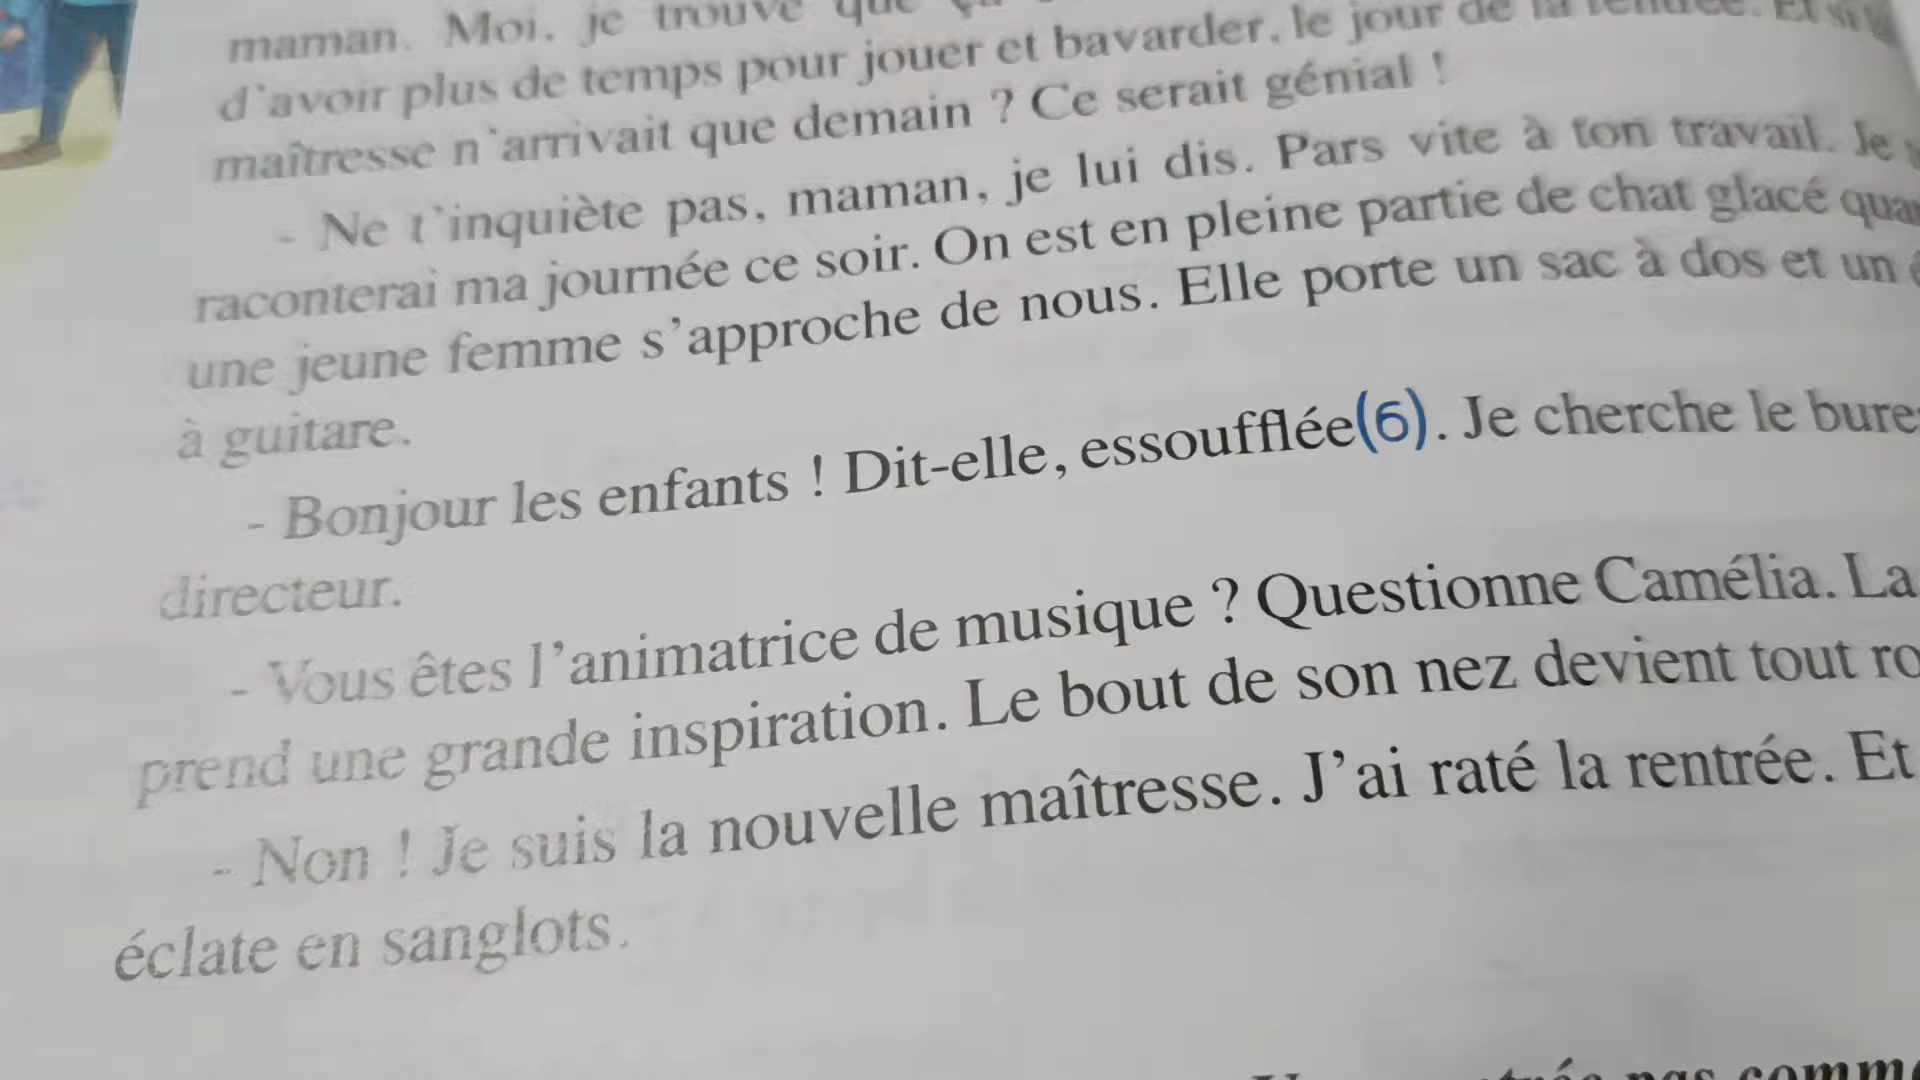 maman. Moi, je trouve que
d'avoir plus de temps pour jouer et bavarder, le jour de la rentrée. Et si
maîtresse n'arrivait que demain ? Ce serait génial !
- Ne t'inquiète pas, maman, je lui dis. Pars vite à ton travail. Je
raconterai ma journée ce soir. On est en pleine partie de chat glacé
une jeune femme s'approche de nous. Elle porte un sac à dos et un
à guitare.
- Bonjour les enfants ! Dit-elle, essoufflée(6). Je cherche le
directeur.
- Vous êtes l'animatrice de musique ? Questionne Camélia. La
prend une grande inspiration. Le bout de son nez devient tout
- Non ! Je suis la nouvelle maîtresse. J'ai raté la rentrée. Et
éclate en sanglots.
pas